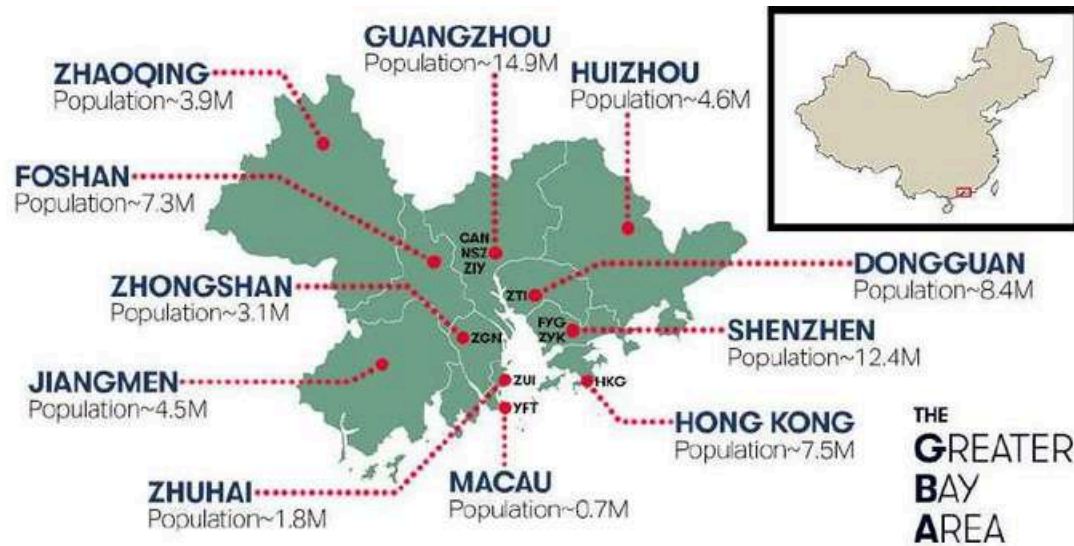 GUANGZHOU
Population~14.9M
ZHAOQING
Population~3.9M
HUIZHOU
Population~4.6M
FOSHAN
Population~7.3M
CAN
NSZ
ZIY
ZHONGSHAN
Population~3.1M
DONGGUAN
Population~8.4M
ZTI
FYG
ZYK
ZGN
SHENZHEN
Population~12.4M
JIANGMEN
Population~4.5M
ZUI
HKG
YFT
HONG KONG
Population~7.5M
ZHUHAI
Population~1.8M
MACAU
Population~0.7M
THE
GREATER
BAY
AREA